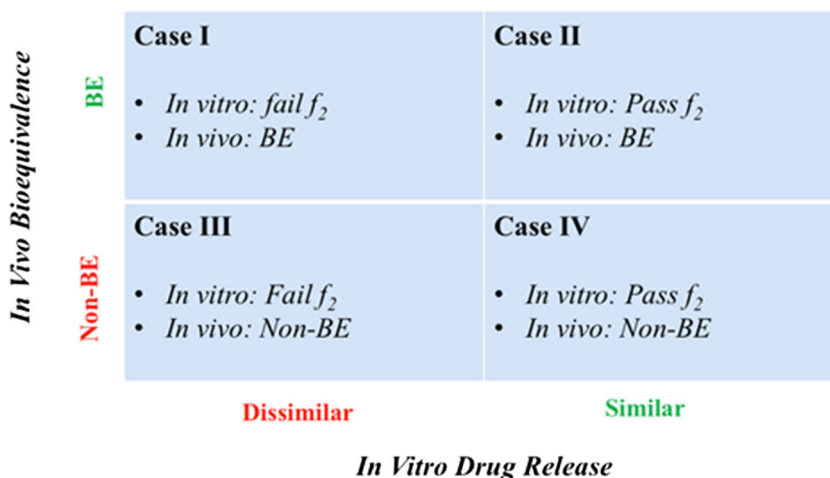 In Vivo Bioequivalence
BE
Non-BE
Case I
• In vitro: fail f₂
• In vivo: BE
Case II
• In vitro: Pass f₂
• In vivo: BE
Case III
• In vitro: Fail f₂
• In vivo: Non-BE
Case IV
• In vitro: Pass f₂
• In vivo: Non-BE
Dissimilar
Similar
In Vitro Drug Release